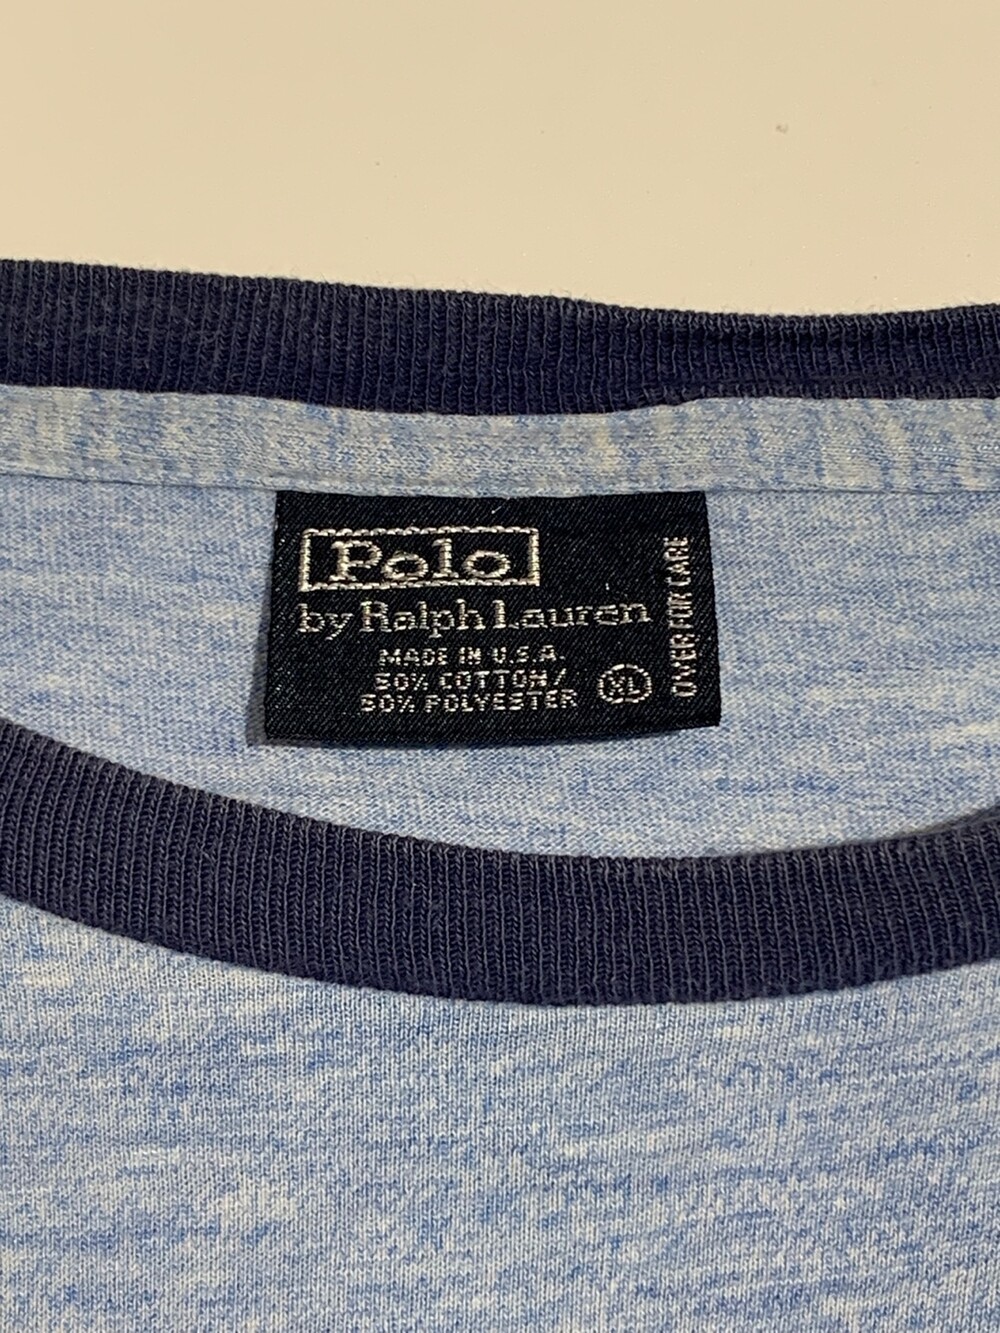 Polo
by Ralph Lauren
MADE IN U.S.A.
50% COTTON/
50% POLYESTER
XL
OVER FOR CARE